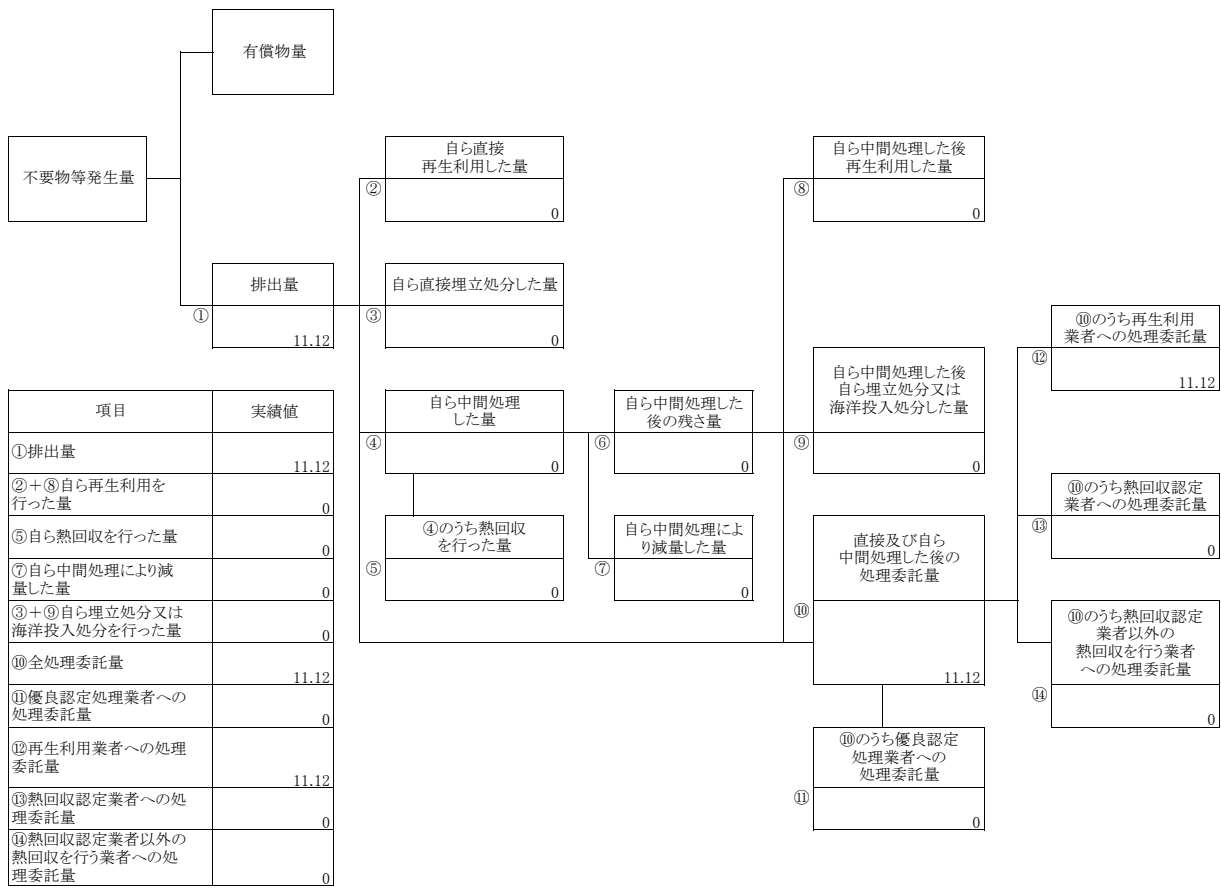 有償物量
不要物等発生量
自ら直接
再生利用した量
②
0
自ら中間処理した後
再生利用した量
⑧
0
排出量
①
11.12
自ら直接埋立処分した量
③
0
⑩のうち再生利用
業者への処理委託量
⑫
11.12
自ら中間処理
した量
④
0
自ら中間処理した
後の残さ量
⑥
0
自ら中間処理した後
自ら埋立処分又は
海洋投入処分した量
⑨
0
⑩のうち熱回収認定
業者への処理委託量
⑬
0
④のうち熱回収
を行った量
⑤
0
自ら中間処理によ
り減量した量
⑦
0
直接及び自ら
中間処理した後の
処理委託量
⑩
11.12
⑩のうち熱回収認定
業者以外の
熱回収を行う業者
への処理委託量
⑭
0
⑩のうち優良認定
処理業者への
処理委託量
⑪
0
項目 実績値
①排出量
11.12
②＋⑧自ら再生利用を
行った量
0
⑤自ら熱回収を行った量
0
⑦自ら中間処理により減
量した量
0
③＋⑨自ら埋立処分又は
海洋投入処分を行った量
0
⑩全処理委託量
11.12
⑪優良認定処理業者への
処理委託量
0
⑫再生利用業者への処理
委託量
11.12
⑬熱回収認定業者への処
理委託量
0
⑭熱回収認定業者以外の
熱回収を行う業者への処
理委託量
0